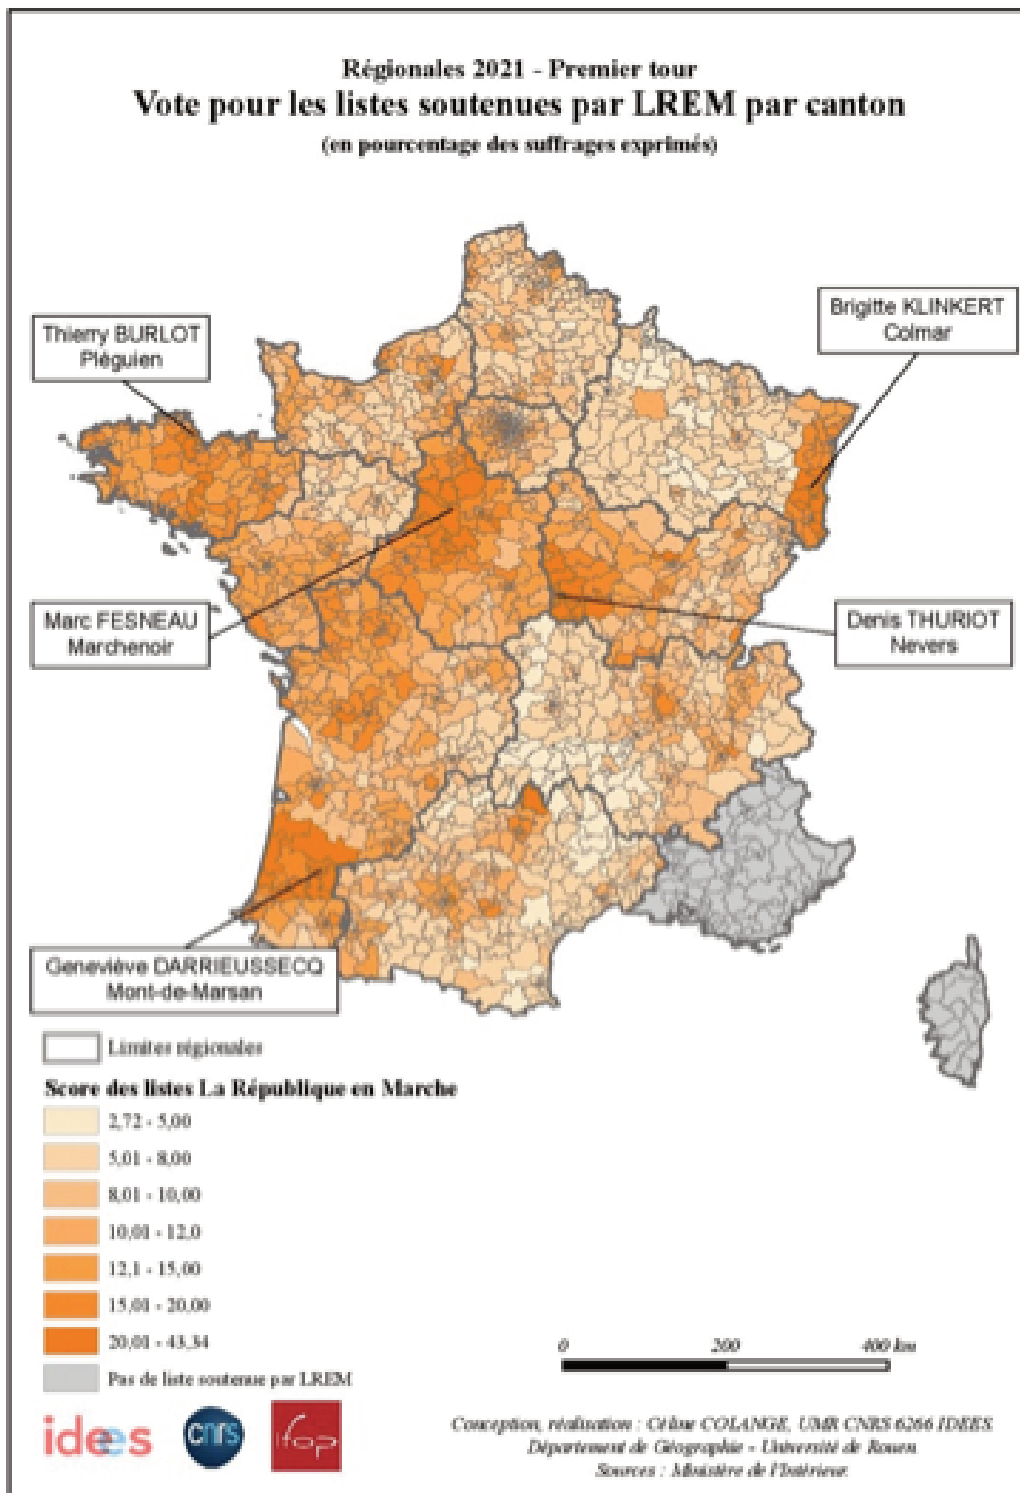 Régionales 2021 - Premier tour
Vote pour les listes soutenues par LREM par canton
(en pourcentage des suffrages exprimés)
Thierry BURLOT
Pléguien
Brigitte KLINKERT
Colmar
Marc FESNEAU
Marchenoir
Denis THURIOT
Nevers
Geneviève DARRIEUSSECQ
Mont-de-Marsan
Limites régionales
Score des listes La République en Marche
2,72 - 5,00
5,01 - 8,00
8,01 - 10,00
10,01 - 12,0
12,1 - 15,00
15,01 - 20,00
20,01 - 43,34
Pas de liste soutenue par LREM
0 200 400 km
idees cnrs ifop
Conception, réalisation : Céline COLANGE, UMR CNRS 6266 IDEES
Département de Géographie - Université de Rouen
Sources : Ministère de l'Intérieur